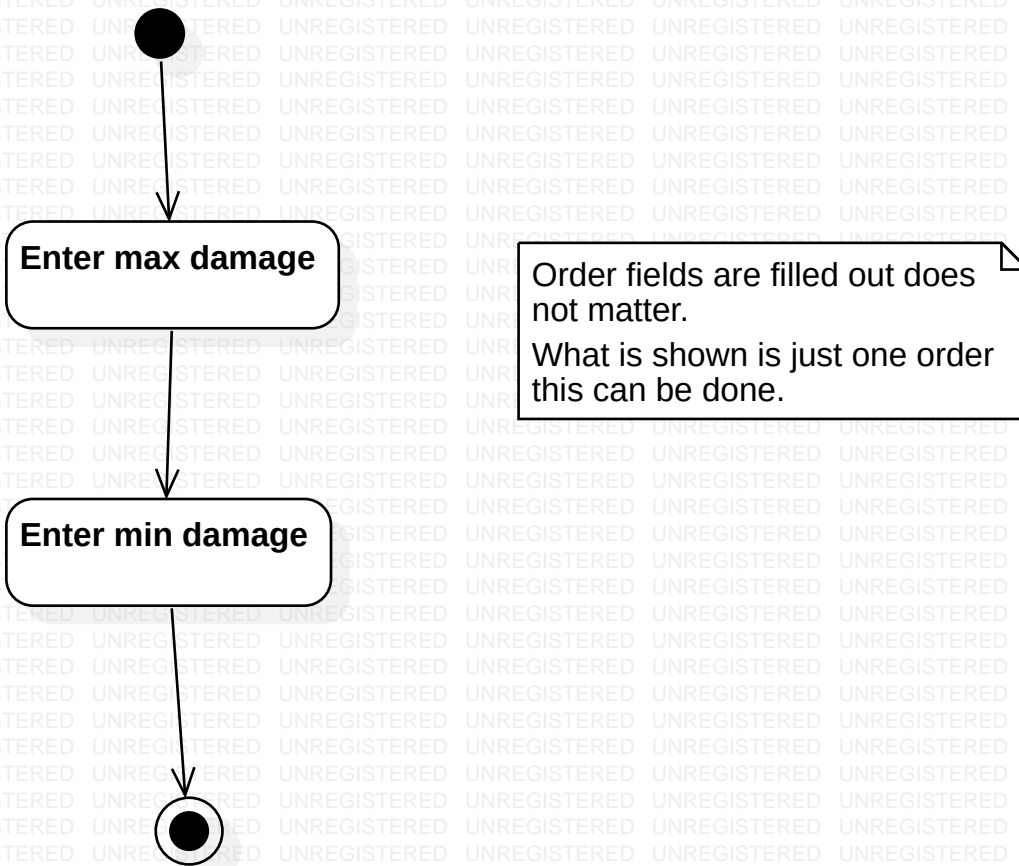 Enter max damage
Order fields are filled out does
not matter.
What is shown is just one order
this can be done.
Enter min damage